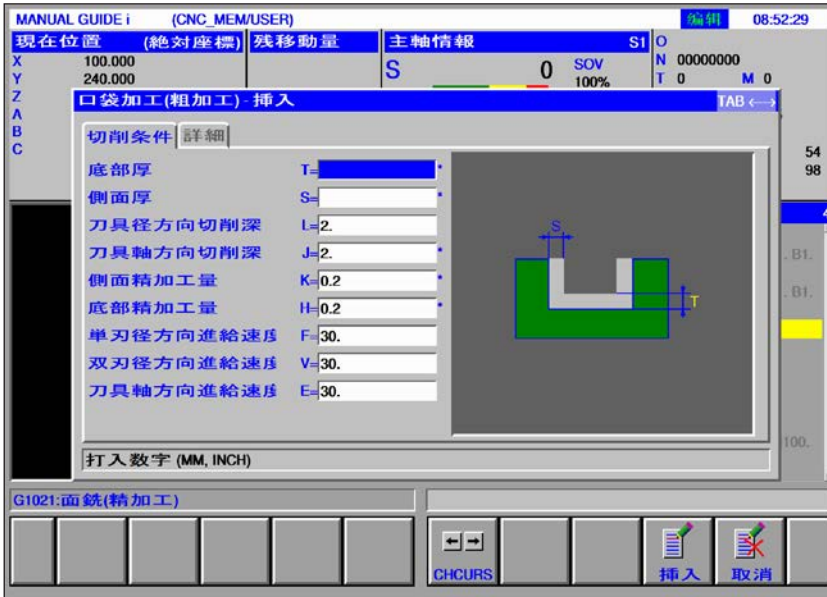 MANUAL GUIDE i (CNC_MEM/USER) 编辑 08:52:29
現在位置 (絶対座標) 残移動量 主軸情報 S1 O
X 100.000 S 0 SOV N 00000000
Y 240.000 100% T 0 M 0
Z 口袋加工(粗加工)-挿入 TAB ←→
A
B 切削条件 詳細
C 54
底部厚 T= * 98
側面厚 S= *
刀具径方向切削深 L=2. S
刀具軸方向切削深 J=2. * . B1.
側面精加工量 K=0.2 *
底部精加工量 H=0.2 * T . B1.
単刃径方向進給速度 F=30.
双刃径方向進給速度 V=30.
刀具軸方向進給速度 E=30.
100.
打入数字 (MM, INCH)
G1021:面銑(精加工)
CHCURS 挿入 取消